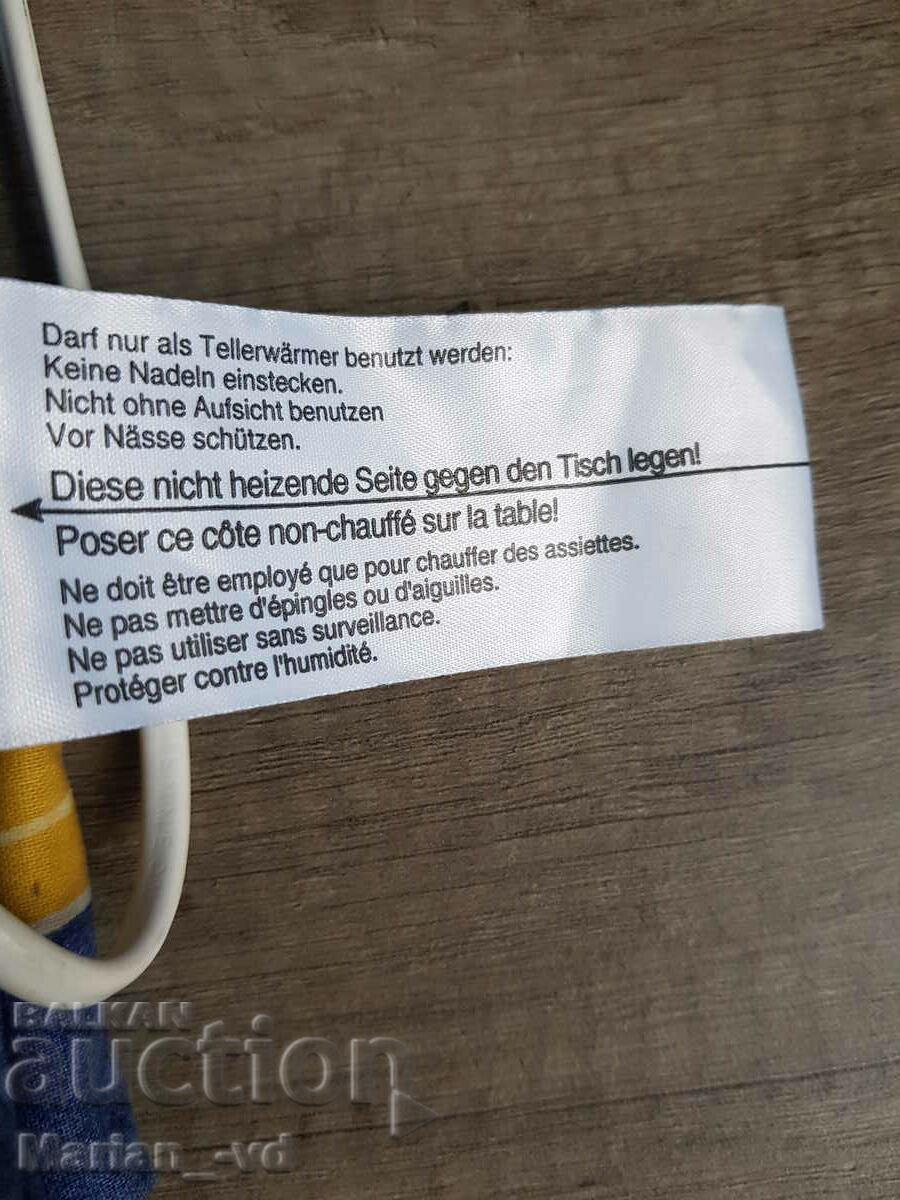 Darf nur als Tellerwärmer benutzt werden:
Keine Nadeln einstecken.
Nicht ohne Aufsicht benutzen
Vor Nässe schützen.
Diese nicht heizende Seite gegen den Tisch legen!
Poser ce côte non-chauffé sur la table!
Ne doit être employé que pour chauffer des assiettes.
Ne pas mettre d'épingles ou d'aiguilles.
Ne pas utiliser sans surveillance.
Protéger contre l'humidité.
BALKAN
auction
Marian_-vd